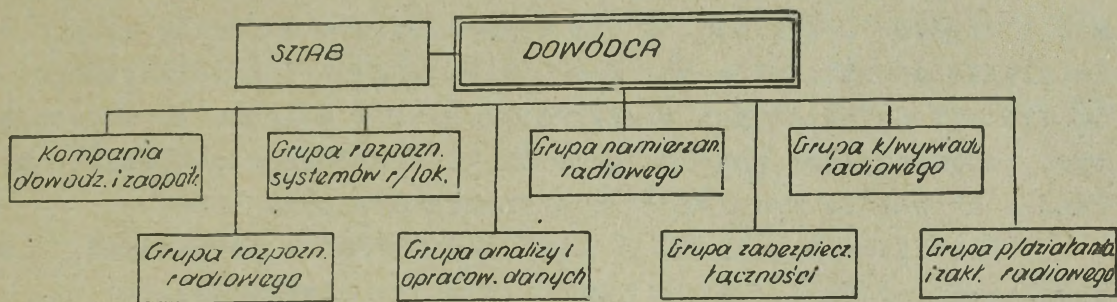 SZTAB
DOWÓDCA
Kompania
dowodz. i zaopatr.
Grupa rozpozn.
systemów r/lok.
Grupa namierzan.
radiowego
Grupa k/wywiadu
radiowego
Grupa rozpozn.
radiowego
Grupa analizy i
opracow. danych
Grupa zabezpiecz.
łączności
Grupa p/działania
i zakł. radiowego